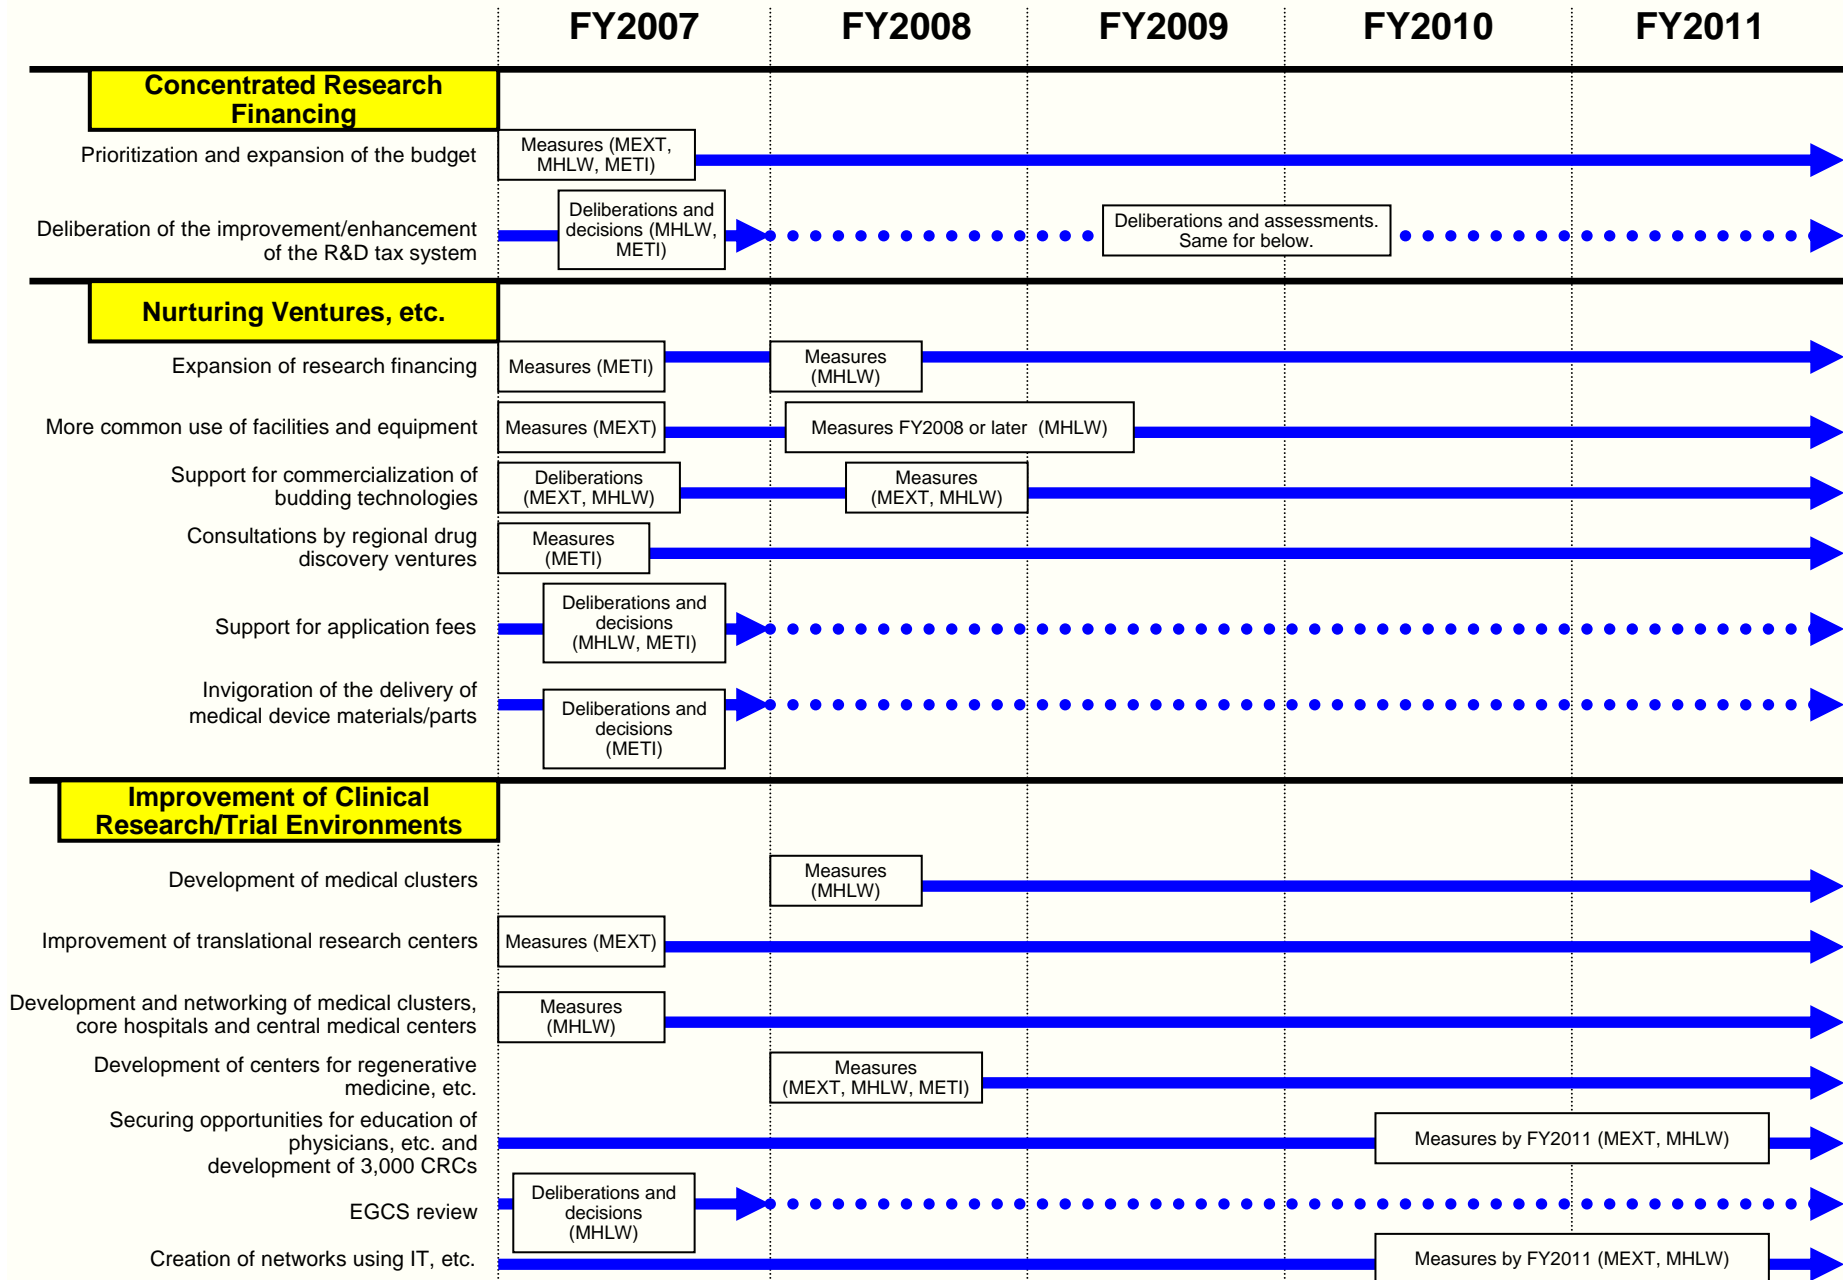 FY2007 FY2008 FY2009 FY2010 FY2011
Concentrated Research
Financing
Prioritization and expansion of the budget
Measures (MEXT,
MHLW, METI)
Deliberation of the improvement/enhancement
of the R&D tax system
Deliberations and
decisions (MHLW,
METI)
Deliberations and assessments.
Same for below.
Nurturing Ventures, etc.
Expansion of research financing
Measures (METI)
Measures
(MHLW)
More common use of facilities and equipment
Measures (MEXT)
Measures FY2008 or later (MHLW)
Support for commercialization of
budding technologies
Deliberations
(MEXT, MHLW)
Measures
(MEXT, MHLW)
Consultations by regional drug
discovery ventures
Measures
(METI)
Support for application fees
Deliberations and
decisions
(MHLW, METI)
Invigoration of the delivery of
medical device materials/parts
Deliberations and
decisions
(METI)
Improvement of Clinical
Research/Trial Environments
Development of medical clusters
Measures
(MHLW)
Improvement of translational research centers
Measures (MEXT)
Development and networking of medical clusters,
core hospitals and central medical centers
Measures
(MHLW)
Development of centers for regenerative
medicine, etc.
Measures
(MEXT, MHLW, METI)
Securing opportunities for education of
physicians, etc. and
development of 3,000 CRCs
Measures by FY2011 (MEXT, MHLW)
EGCS review
Deliberations and
decisions
(MHLW)
Creation of networks using IT, etc.
Measures by FY2011 (MEXT, MHLW)